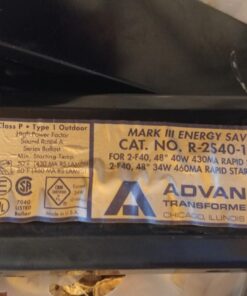 Class P • Type 1 Outdoor
High Power Factor
Sound Rated A
Series Ballast
Min. Starting Temp.
MARK III ENERGY SAV
CAT. NO. R-2S40-1
FOR 2-F40, 48" 40W 430MA RAPID
2-F40, 48" 34W 460MA RAPID STAR
ADVAN
TRANSFORME
CHICAGO, ILLINOIS
Made in U.S.A.